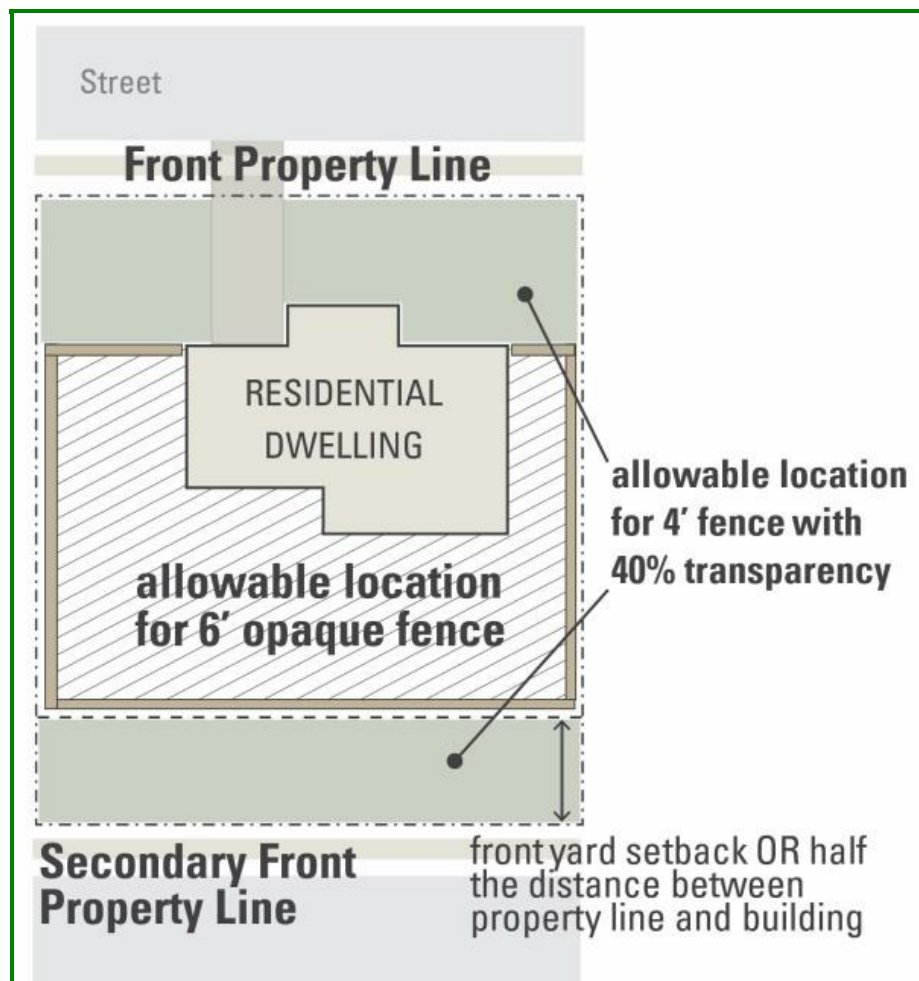 Street
Front Property Line
RESIDENTIAL
DWELLING
allowable location
for 4' fence with
40% transparency
allowable location
for 6' opaque fence
Secondary Front
Property Line
front yard setback OR half
the distance between
property line and building